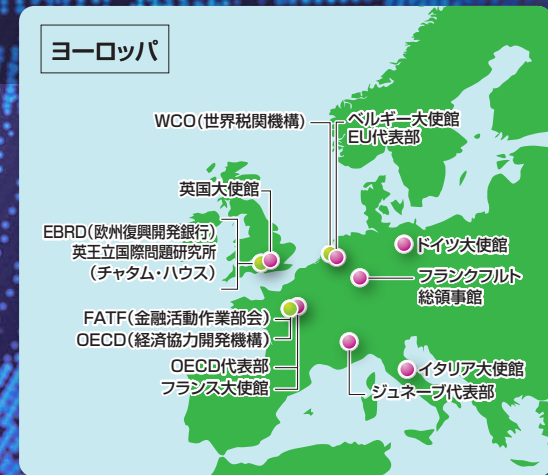 ヨーロッパ
WCO(世界税関機構)
ベルギー大使館
EU代表部
英国大使館
EBRD(欧州復興開発銀行)
英王立国際問題研究所
(チャタム・ハウス)
ドイツ大使館
フランクフルト
総領事館
FATF(金融活動作業部会)
OECD(経済協力開発機構)
OECD代表部
フランス大使館
イタリア大使館
ジュネーブ代表部